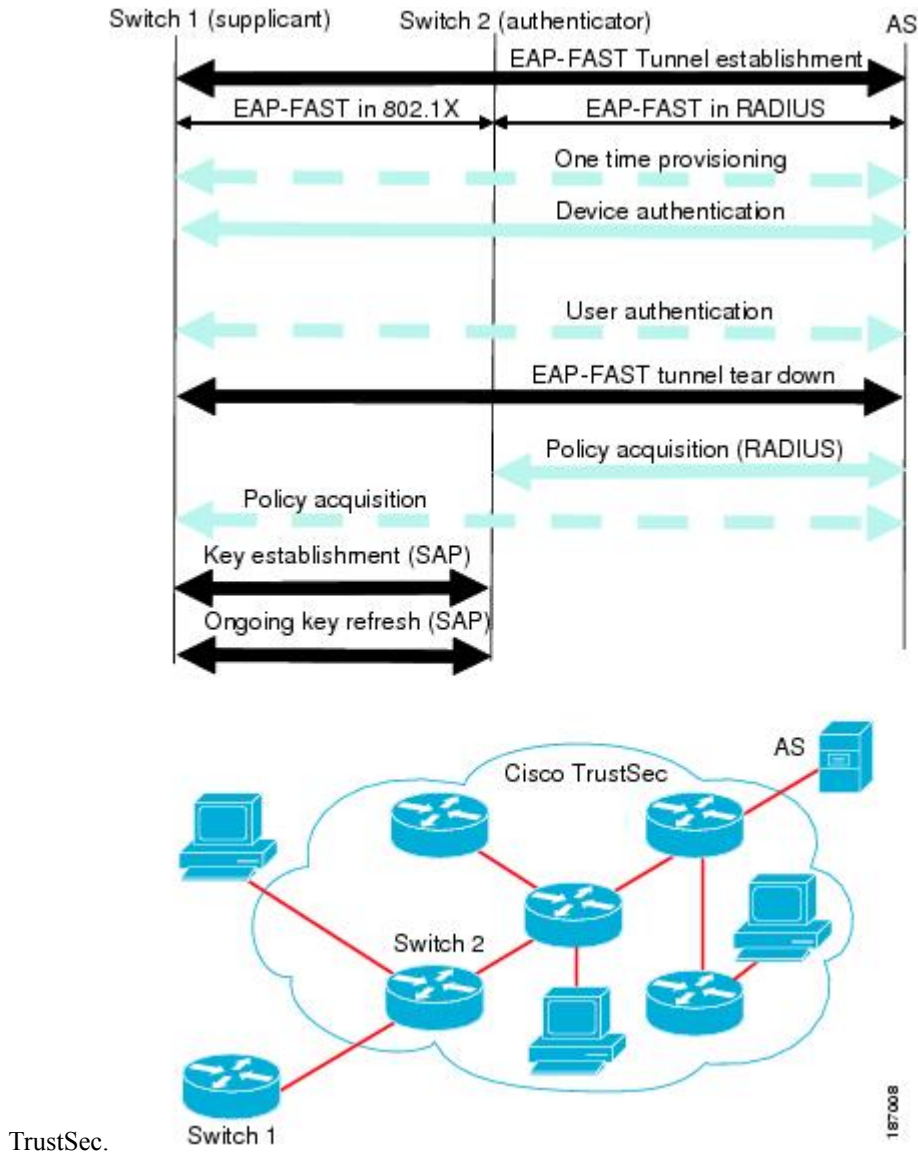 Switch 1 (supplicant)
Switch 2 (authenticator)
AS
EAP-FAST Tunnel establishment
EAP-FAST in 802.1X
EAP-FAST in RADIUS
One time provisioning
Device authentication
User authentication
EAP-FAST tunnel tear down
Policy acquisition (RADIUS)
Policy acquisition
Key establishment (SAP)
Ongoing key refresh (SAP)
AS
Cisco TrustSec
Switch 2
Switch 1
187008
TrustSec.